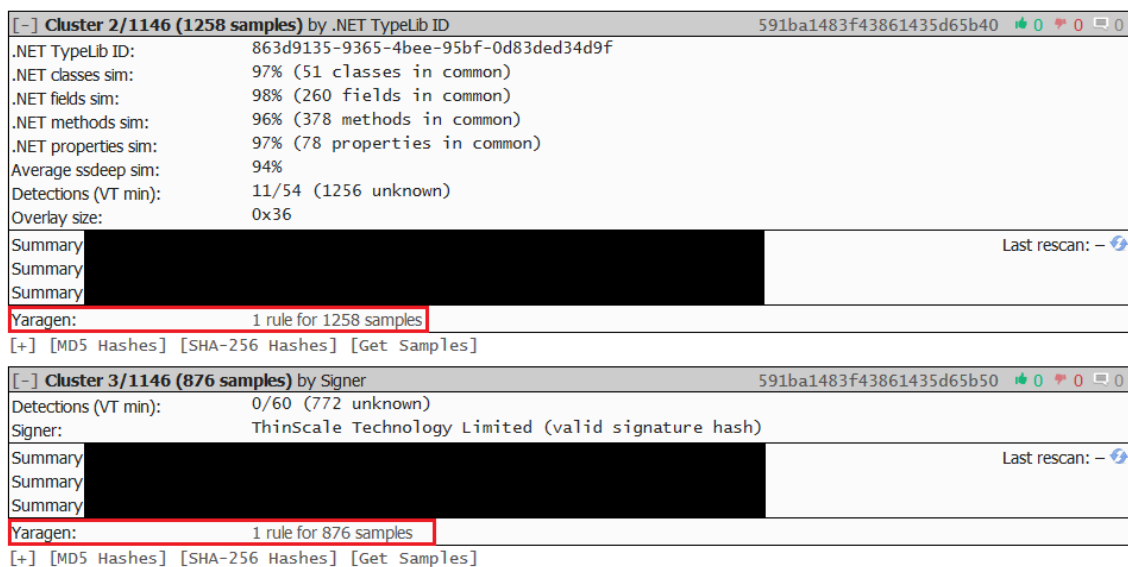 [-] Cluster 2/1146 (1258 samples) by .NET TypeLib ID 591ba1483f43861435d65b40 0 0 0
.NET TypeLib ID: 863d9135-9365-4bee-95bf-0d83ded34d9f
.NET classes sim: 97% (51 classes in common)
.NET fields sim: 98% (260 fields in common)
.NET methods sim: 96% (378 methods in common)
.NET properties sim: 97% (78 properties in common)
Average ssdeep sim: 94%
Detections (VT min): 11/54 (1256 unknown)
Overlay size: 0x36
Summary Last rescan: –
Summary
Summary
Yaragen: 1 rule for 1258 samples
[+] [MD5 Hashes] [SHA-256 Hashes] [Get Samples]
[-] Cluster 3/1146 (876 samples) by Signer 591ba1483f43861435d65b50 0 0 0
Detections (VT min): 0/60 (772 unknown)
Signer: ThinScale Technology Limited (valid signature hash)
Summary Last rescan: –
Summary
Summary
Yaragen: 1 rule for 876 samples
[+] [MD5 Hashes] [SHA-256 Hashes] [Get Samples]